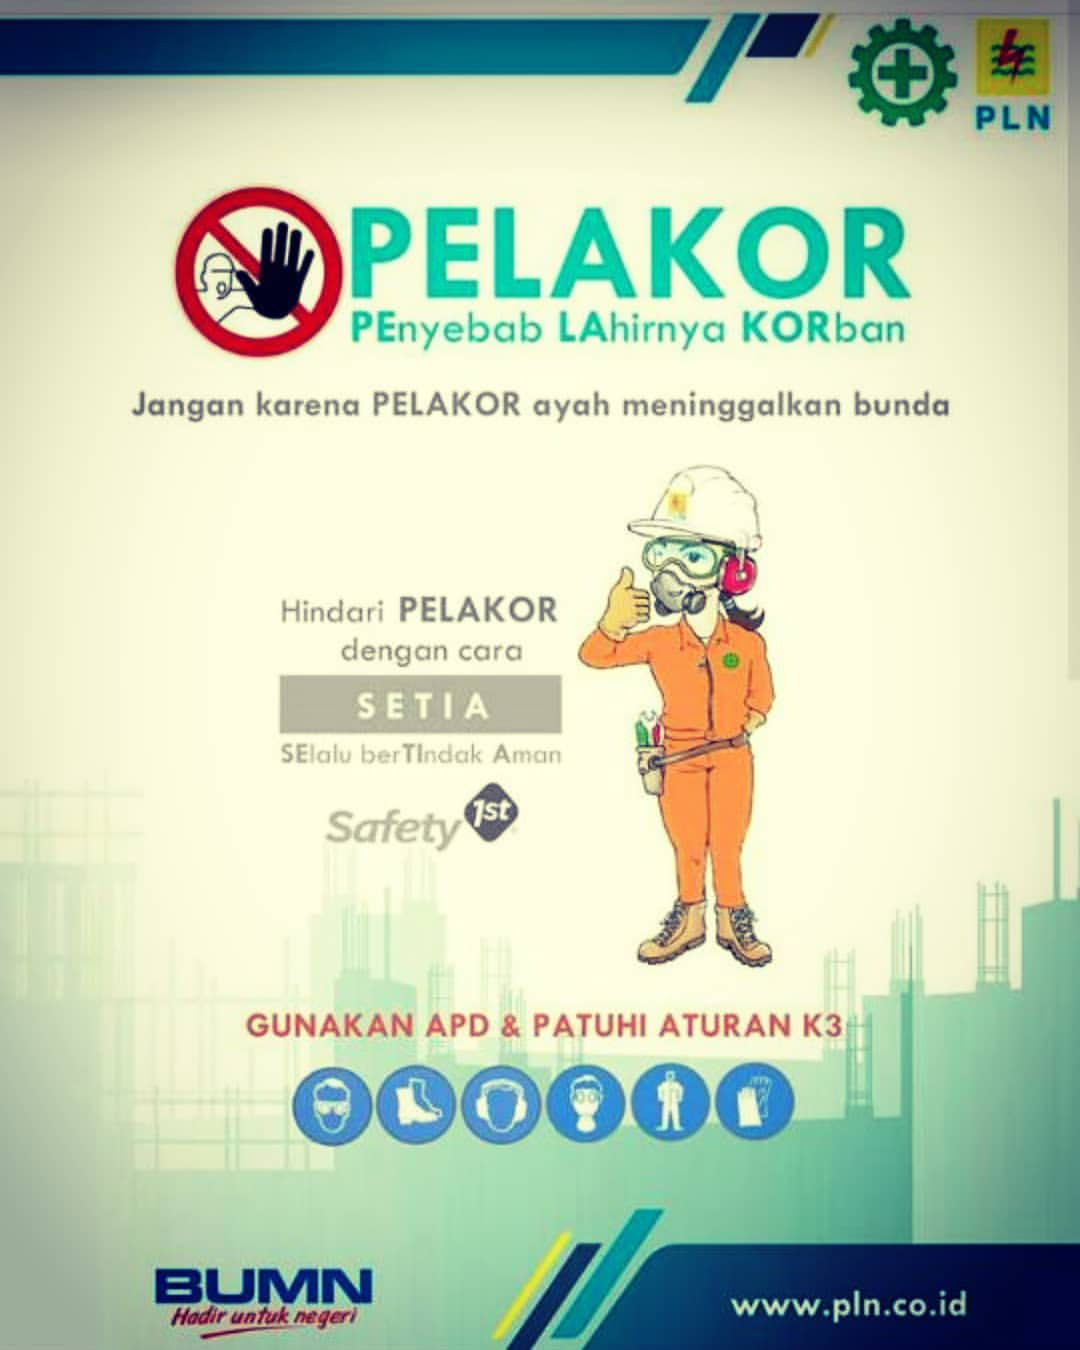 PLN
PELAKOR
PEnyebab LAhirnya KORban
Jangan karena PELAKOR ayah meninggalkan bunda
Hindari PELAKOR
dengan cara
SETIA
SElalu berTIndak Aman
Safety 1st
GUNAKAN APD & PATUHI ATURAN K3
BUMN
Hadir untuk negeri
www.pln.co.id